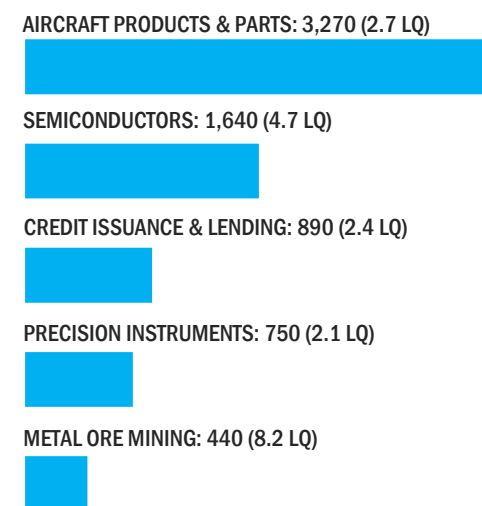 AIRCRAFT PRODUCTS & PARTS: 3,270 (2.7 LQ)
SEMICONDUCTORS: 1,640 (4.7 LQ)
CREDIT ISSUANCE & LENDING: 890 (2.4 LQ)
PRECISION INSTRUMENTS: 750 (2.1 LQ)
METAL ORE MINING: 440 (8.2 LQ)